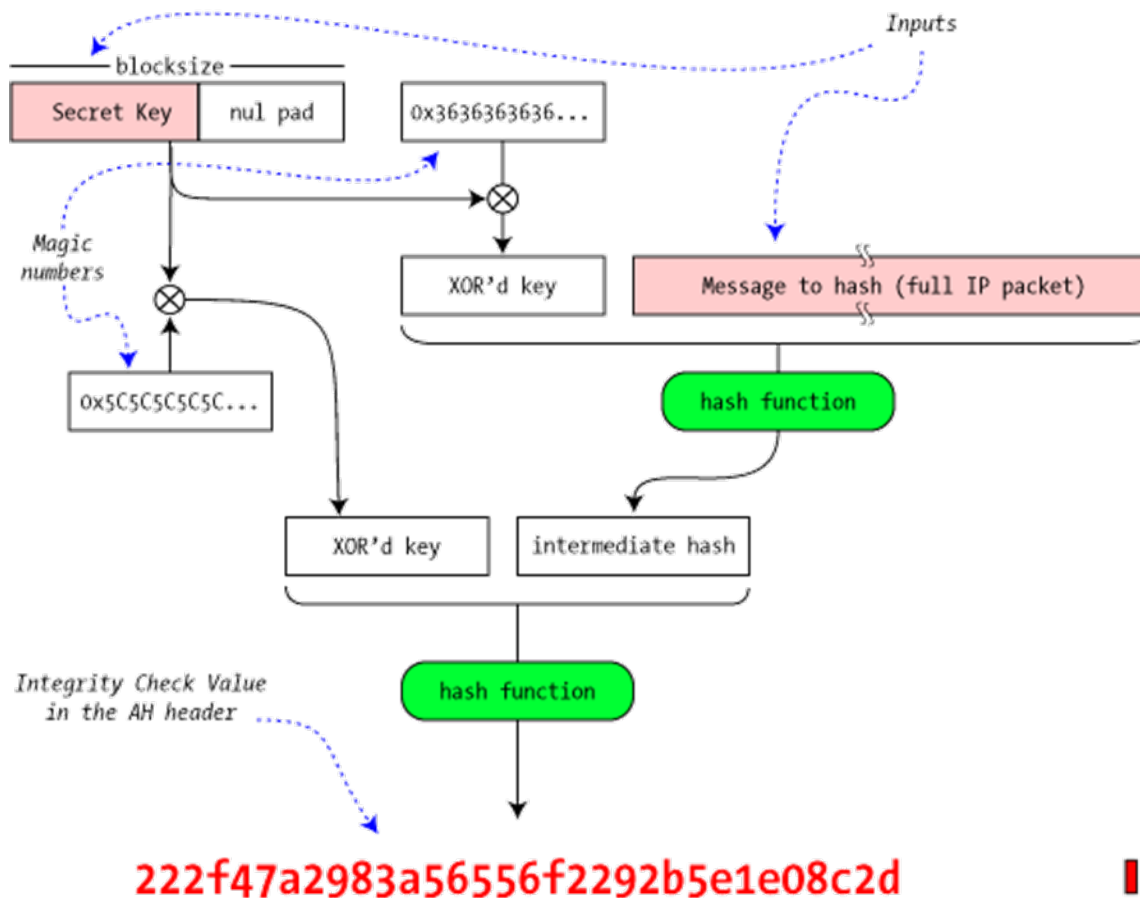 Inputs
blocksize
Secret Key
nul pad
0x3636363636...
Magic
numbers
XOR'd key
Message to hash (full IP packet)
0x5C5C5C5C5C...
hash function
XOR'd key
intermediate hash
hash function
Integrity Check Value
in the AH header
222f47a2983a56556f2292b5e1e08c2d